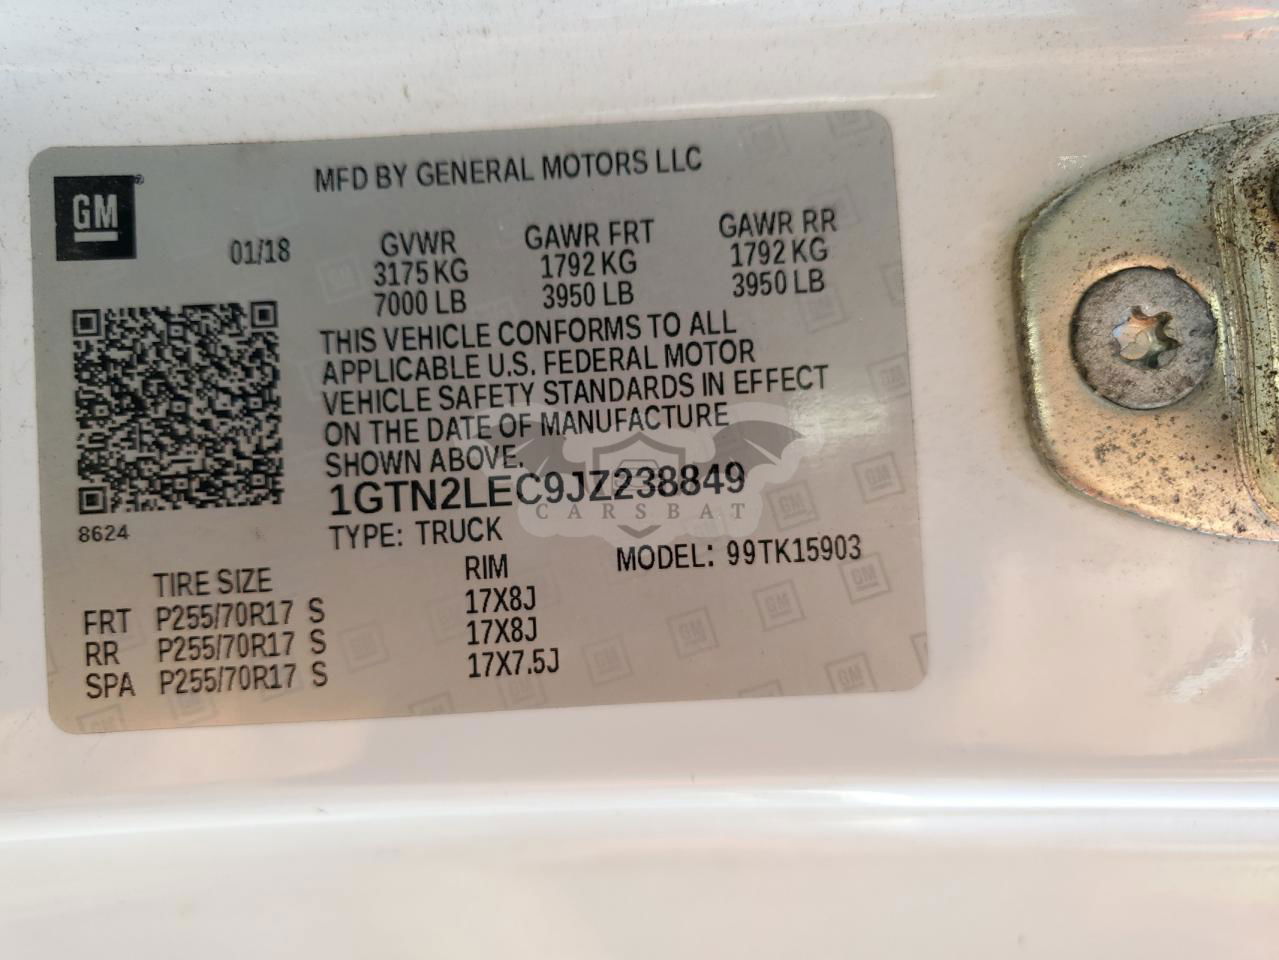 MFD BY GENERAL MOTORS LLC
GM
01/18
GVWR GAWR FRT GAWR RR
3175 KG 1792 KG 1792 KG
7000 LB 3950 LB 3950 LB
THIS VEHICLE CONFORMS TO ALL
APPLICABLE U.S. FEDERAL MOTOR
VEHICLE SAFETY STANDARDS IN EFFECT
ON THE DATE OF MANUFACTURE
SHOWN ABOVE.
1GTN2LEC9JZ238849
CARSBAT
8624
TYPE: TRUCK MODEL: 99TK15903
TIRE SIZE RIM
FRT P255/70R17 S 17X8J
RR P255/70R17 S 17X8J
SPA P255/70R17 S 17X7.5J